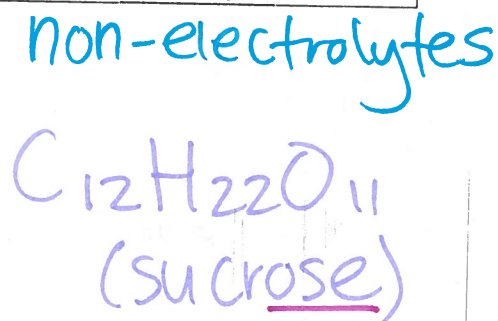 non-electrolytes
C₁₂H₂₂O₁₁
(sucrose)